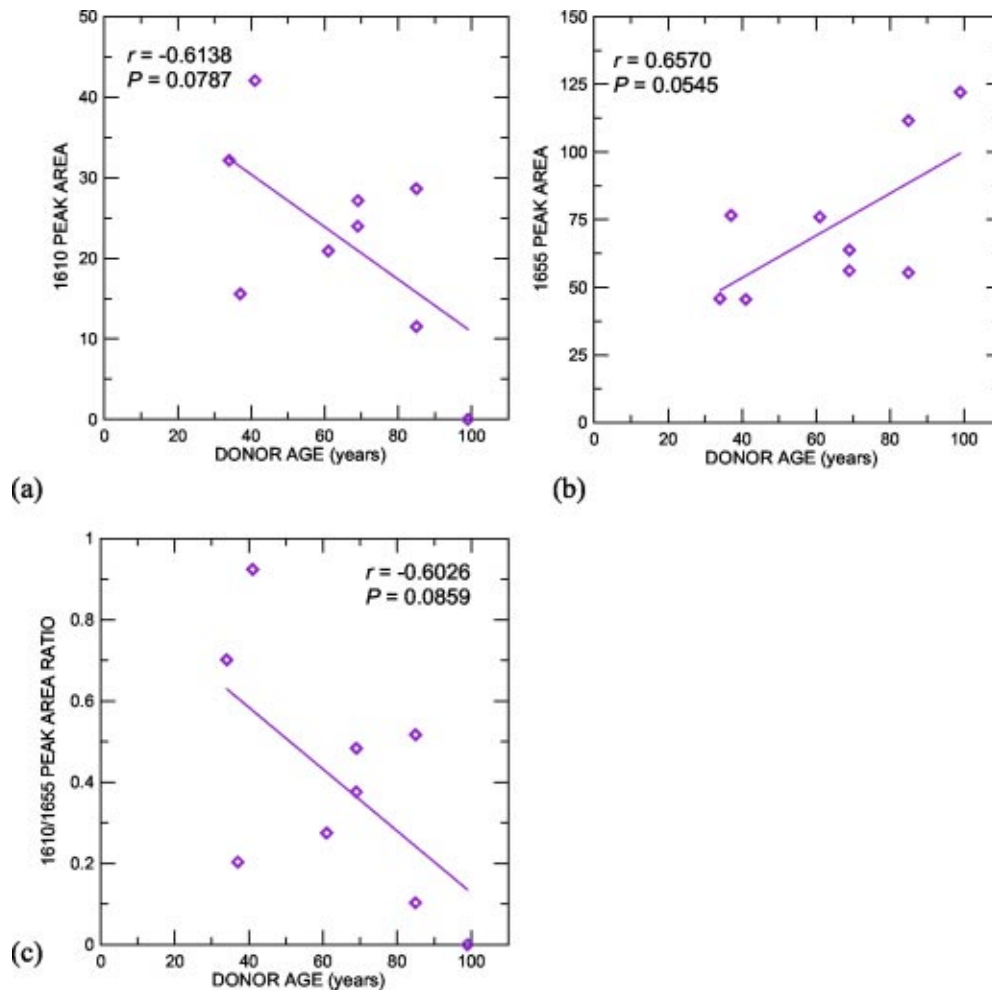 50
40
30
20
10
0
1610 PEAK AREA
r = -0.6138
P = 0.0787
0 20 40 60 80 100
DONOR AGE (years)
(a)
150
125
100
75
50
25
0
1655 PEAK AREA
r = 0.6570
P = 0.0545
0 20 40 60 80 100
DONOR AGE (years)
(b)
1
0.8
0.6
0.4
0.2
0
1610/1655 PEAK AREA RATIO
r = -0.6026
P = 0.0859
0 20 40 60 80 100
DONOR AGE (years)
(c)